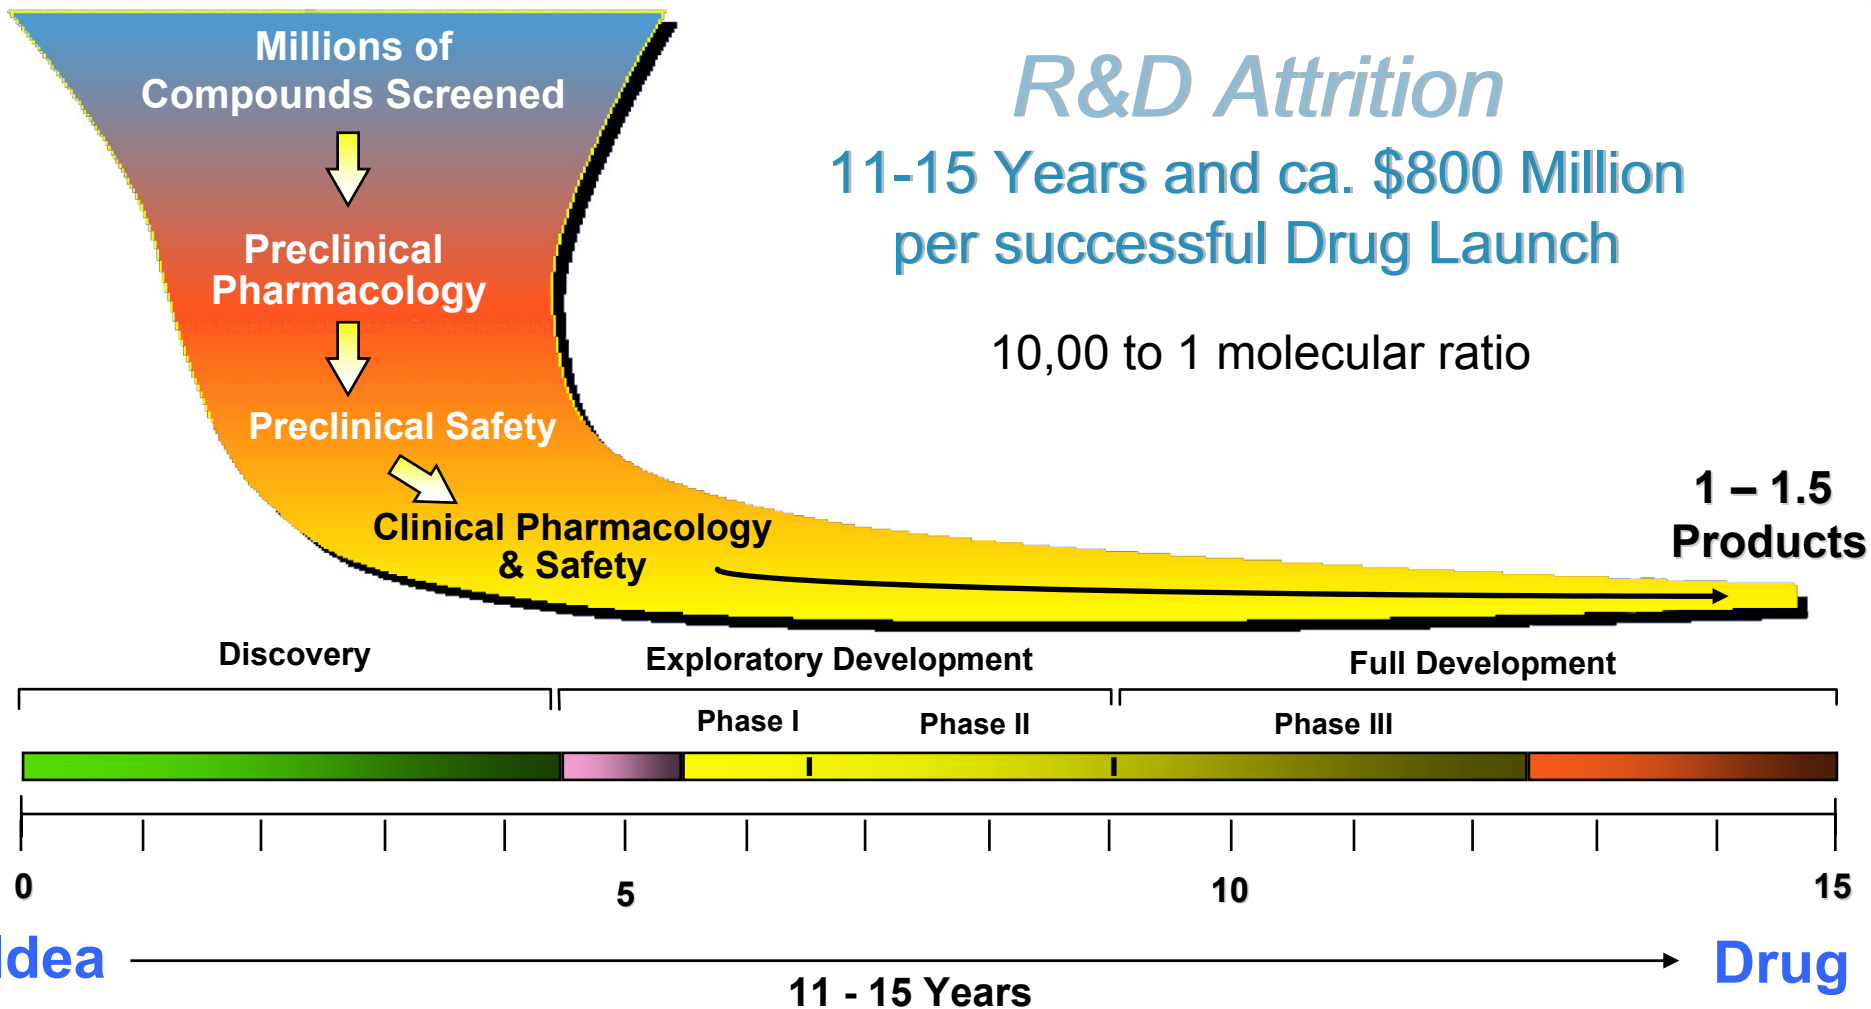 Millions of
Compounds Screened
Preclinical
Pharmacology
Preclinical Safety
Clinical Pharmacology
& Safety
R&D Attrition
11-15 Years and ca. $800 Million
per successful Drug Launch
10,00 to 1 molecular ratio
1 – 1.5
Products
Discovery
Exploratory Development
Full Development
Phase I
Phase II
Phase III
0
5
10
15
Idea
11 - 15 Years
Drug